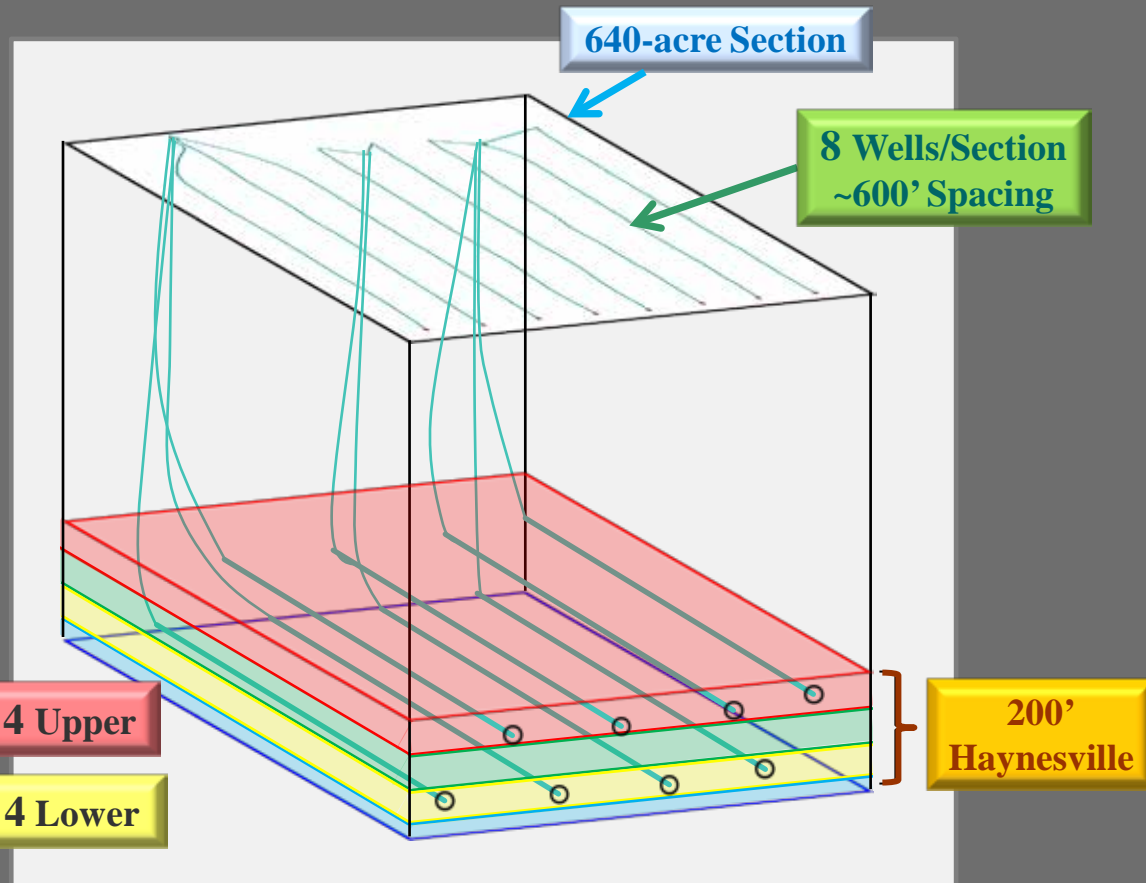 640-acre Section
8 Wells/Section
~600’ Spacing
4 Upper
4 Lower
200’
Haynesville